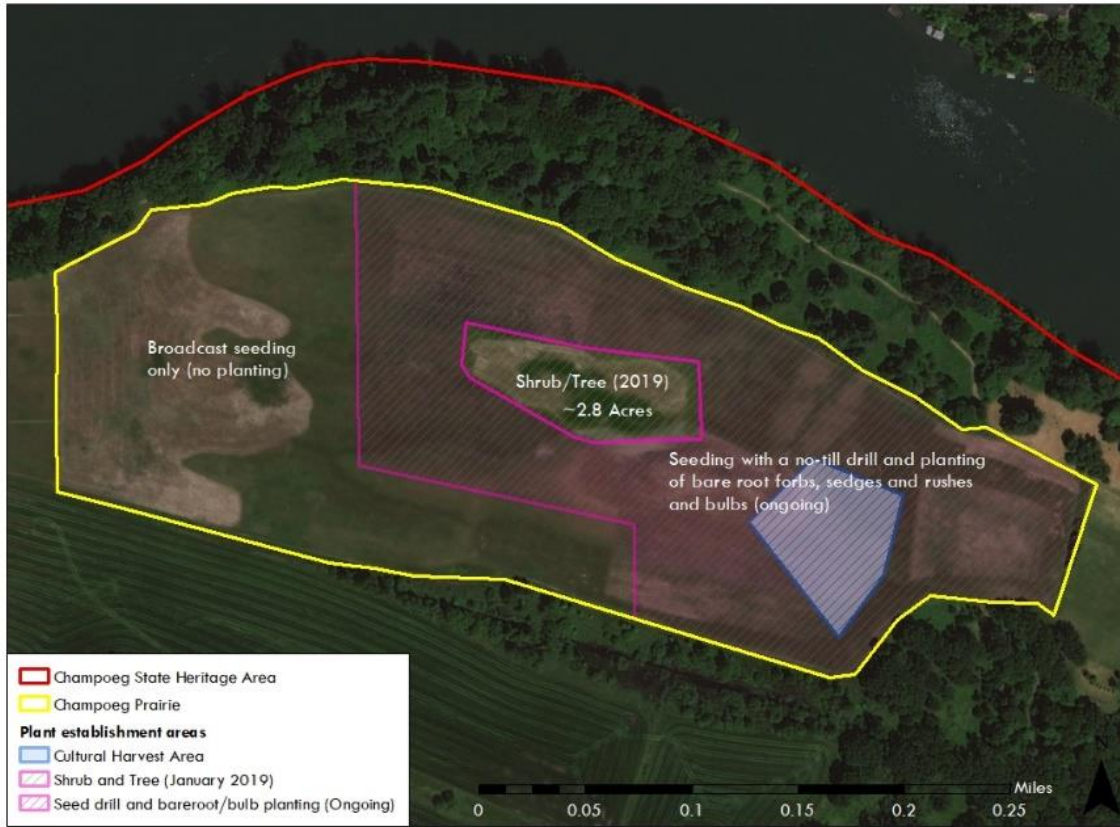 Broadcast seeding
only (no planting)
Shrub/Tree (2019)
~2.8 Acres
Seeding with a no-till drill and planting
of bare root forbs, sedges and rushes
and bulbs (ongoing)
Champoeg State Heritage Area
Champoeg Prairie
Plant establishment areas
Cultural Harvest Area
Shrub and Tree (January 2019)
Seed drill and bareroot/bulb planting (Ongoing)
N
Miles
0 0.05 0.1 0.15 0.2 0.25